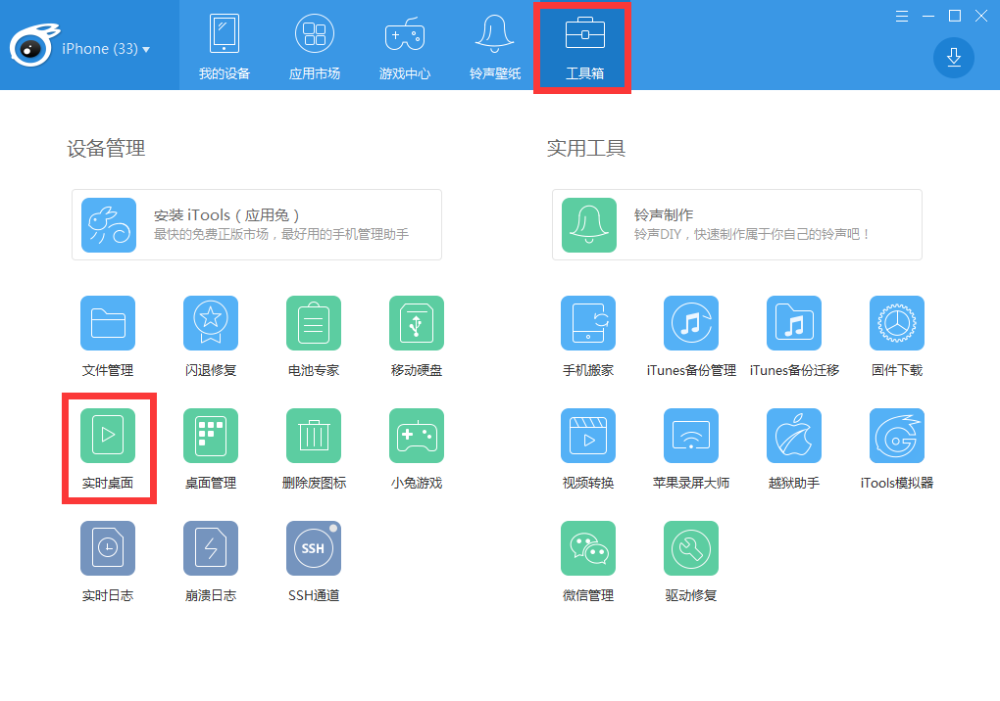 iPhone (33)
我的设备
应用市场
游戏中心
铃声壁纸
工具箱
设备管理
安装 iTools ( 应用兔 )
最快的免费正版市场，最好用的手机管理助手
文件管理
闪退修复
电池专家
移动硬盘
实时桌面
桌面管理
删除废图标
小兔游戏
实时日志
崩溃日志
SSH
SSH通道
实用工具
铃声制作
铃声DIY，快速制作属于你自己的铃声吧！
手机搬家
iTunes备份管理
iTunes备份迁移
固件下载
视频转换
苹果录屏大师
越狱助手
iTools模拟器
微信管理
驱动修复